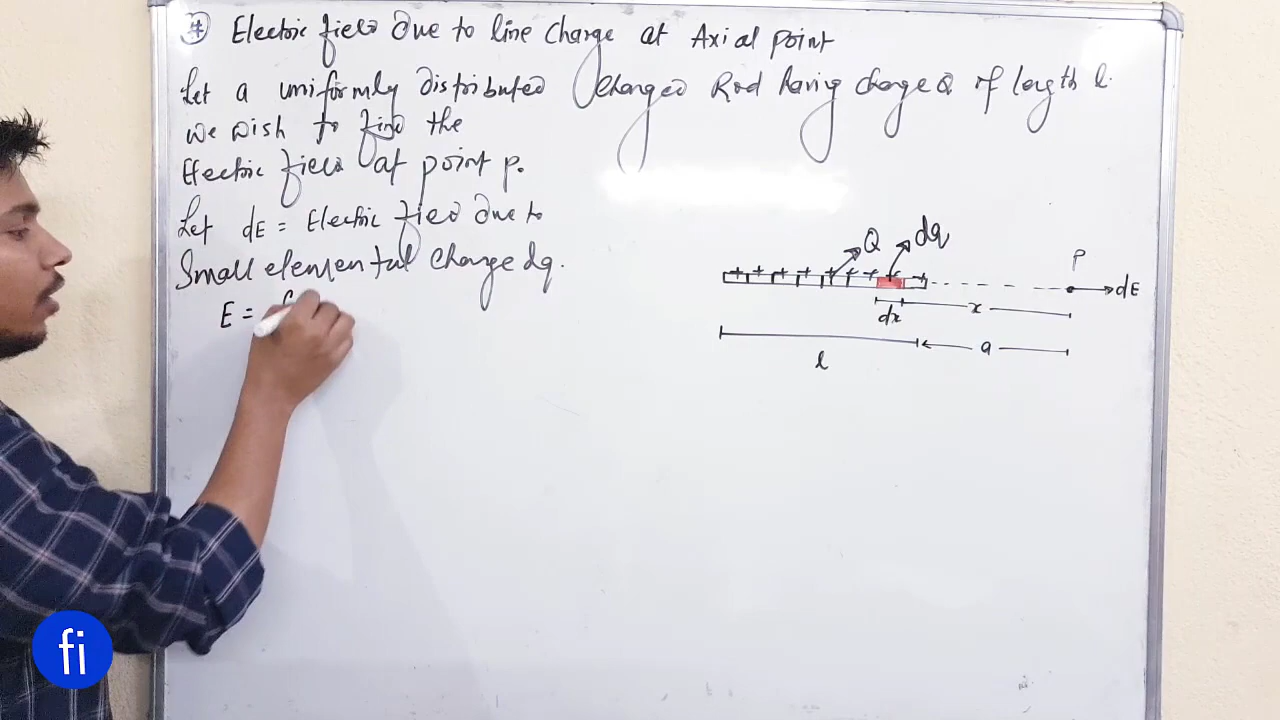 4 Electric field due to line charge at Axial point
Let a uniformly distributed charged Rod having charge Q of length l.
we wish to find the
Electric field at point p.
Let dE = Electric field due to
Small elemental charge dq.
E =
Q dq
+ + + + + + + + +
P
dE
dx x
a
l
fi